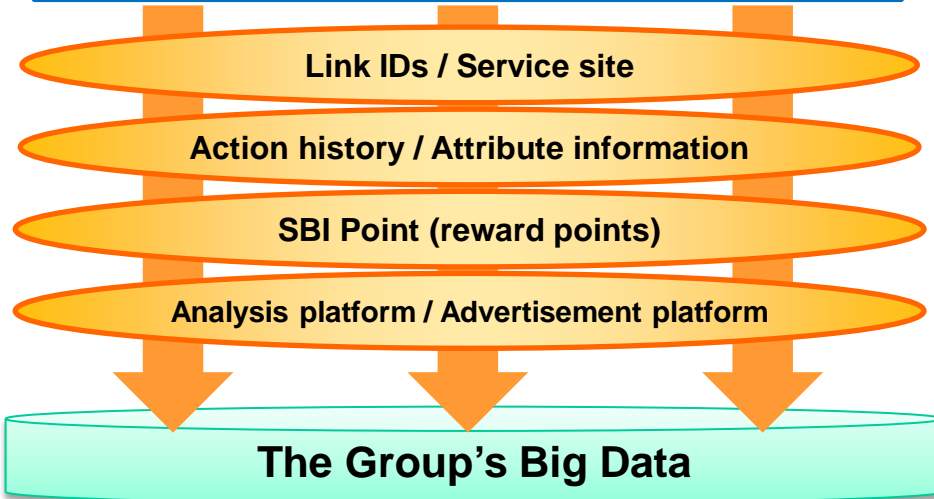 Link IDs / Service site
Action history / Attribute information
SBI Point (reward points)
Analysis platform / Advertisement platform
The Group’s Big Data